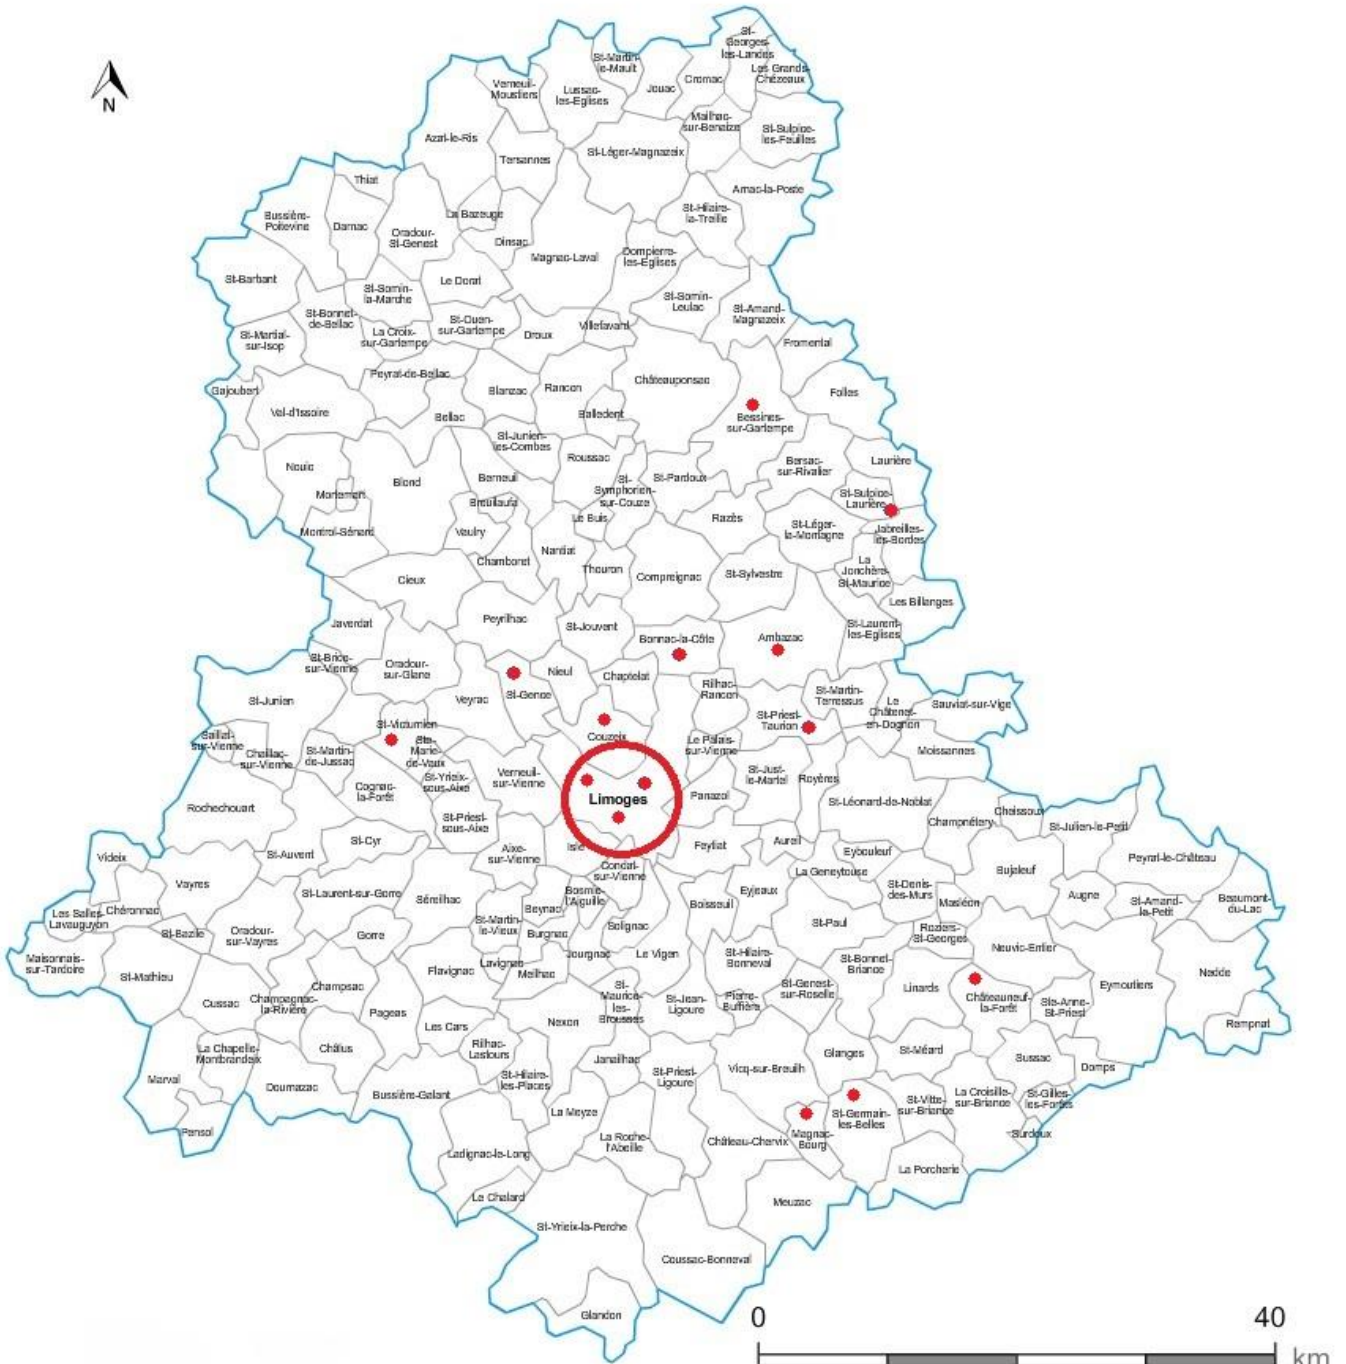 St-
Georges-
les-Landes
St-Martin-
le-Mault
Les Grands-
Chézeaux
Cromac
Jouac
Verneuil-
Moustiers
Lussac-
les-Eglises
N
Mailhac-
sur-Benaize
St-Sulpice-
les-Feuilles
Azat-le-Ris
Tersannes
St-Léger-Magnazeix
Thiat
Arnac-la-Poste
Bussière-
Poitevine
Darnac
Oradour-
St-Genest
La Bazeuge
St-Hilaire-
la-Treille
Dinsac
Magnac-Laval
Dompierre-
les-Eglises
St-Barbant
Le Dorat
St-Sornin-
la-Marche
St-Sornin-
Leulac
St-Bonnet-
de-Bellac
St-Amand-
Magnazeix
St-Martial-
sur-Isop
La Croix-
sur-Gartempe
St-Ouen-
sur-Gartempe
Droux
Villefavard
Fromental
Peyrat-de-Bellac
Châteauponsac
Gajoubert
Blanzac
Rancon
Folles
Val-d'Issoire
Bellac
Balledent
Bessines-
sur-Gartempe
St-Junien-
les-Combes
Roussac
Bersac-
sur-Rivalier
Laurière
Nouic
Blond
Berneuil
St-
Symphorien-
sur-Couze
St-Pardoux
Mortemart
Breuillaufa
St-Sulpice-
Laurière
Montrol-Sénard
Vaulry
Le Buis
Razès
St-Léger-
la-Montagne
Jabreilles-
les-Bordes
Nantiat
Chamboret
Thouron
Compreignac
St-Sylvestre
La
Jonchère-
St-Maurice
Cieux
Les Billanges
Javerdat
Peyrilhac
St-Jouvent
Bonnac-la-Côte
Ambazac
St-Laurent-
les-Eglises
St-Brice-
sur-Vienne
Oradour-
sur-Glane
Nieul
Chaptelat
St-Junien
Veyrac
St-Gence
Rilhac-
Rancon
St-Martin-
Terressus
Le
Châtenet-
en-Dognon
Sauviat-sur-Vige
St-Victurnien
St-Priest-
Taurion
Saillat-
sur-Vienne
Chaillac-
sur-Vienne
St-Martin-
de-Jussac
Ste-
Marie-
de-Vaux
Couzeix
Le Palais-
sur-Vienne
Moissannes
Cognac-
la-Forêt
St-Yrieix-
sous-Aixe
Verneuil-
sur-Vienne
St-Just-
le-Martel
Royères
Rochechouart
Limoges
Panazol
St-Léonard-de-Noblat
St-Priest-
sous-Aixe
Champnétery
Cheissoux
St-Julien-le-Petit
St-Cyr
Aixe-
sur-Vienne
Isle
Feytiat
Aureil
Eybouleuf
Videix
St-Auvent
Condat-
sur-Vienne
La Geneytouse
Bujaleuf
Peyrat-le-Château
Vayres
St-Laurent-sur-Gorre
Séreilhac
Bosmie-
l'Aiguille
Eyjeaux
St-Denis-
des-Murs
Augne
Beaumont-
du-Lac
Les Salles-
Lavauguyon
Chéronnac
Beynac
Boisseuil
Masléon
St-Amand-
le-Petit
St-Bazile
Oradour-
sur-Vayres
Gorre
St-Martin-
le-Vieux
Burgnac
Solignac
St-Paul
Roziers-
St-Georges
Neuvic-Entier
Maisonnais-
sur-Tardoire
St-Mathieu
Flavignac
Lavignac
Meilhac
Jourgnac
Le Vigen
St-Hilaire-
Bonneval
St-Bonnet-
Briance
Nedde
Cussac
Champagnac-
la-Rivière
Champsac
St-
Maurice-
les-
Brousses
St-Genest-
sur-Roselle
Linards
Châteauneuf-
la-Forêt
Ste-Anne-
St-Priest
Eymoutiers
Pageas
Les Cars
Nexon
St-Jean-
Ligoure
Pierre-
Buffière
Rempnat
La Chapelle-
Montbrandeix
Châlus
Rilhac-
Lastours
Janailhac
Glanges
St-Méard
Sussac
Domps
Marval
Dournazac
Bussière-Galant
St-Hilaire-
les-Places
St-Priest-
Ligoure
Vicq-sur-Breuilh
La Croisille-
sur-Briance
St-Gilles-
les-Forêts
Pensol
La Meyze
Magnac-
Bourg
St-Germain-
les-Belles
St-Vitte-
sur-Briance
Surdoux
Ladignac-le-Long
La Roche-
l'Abeille
Château-Chervix
La Porcherie
Le Chalard
Meuzac
St-Yrieix-la-Perche
Coussac-Bonneval
Glandon
0 40
km